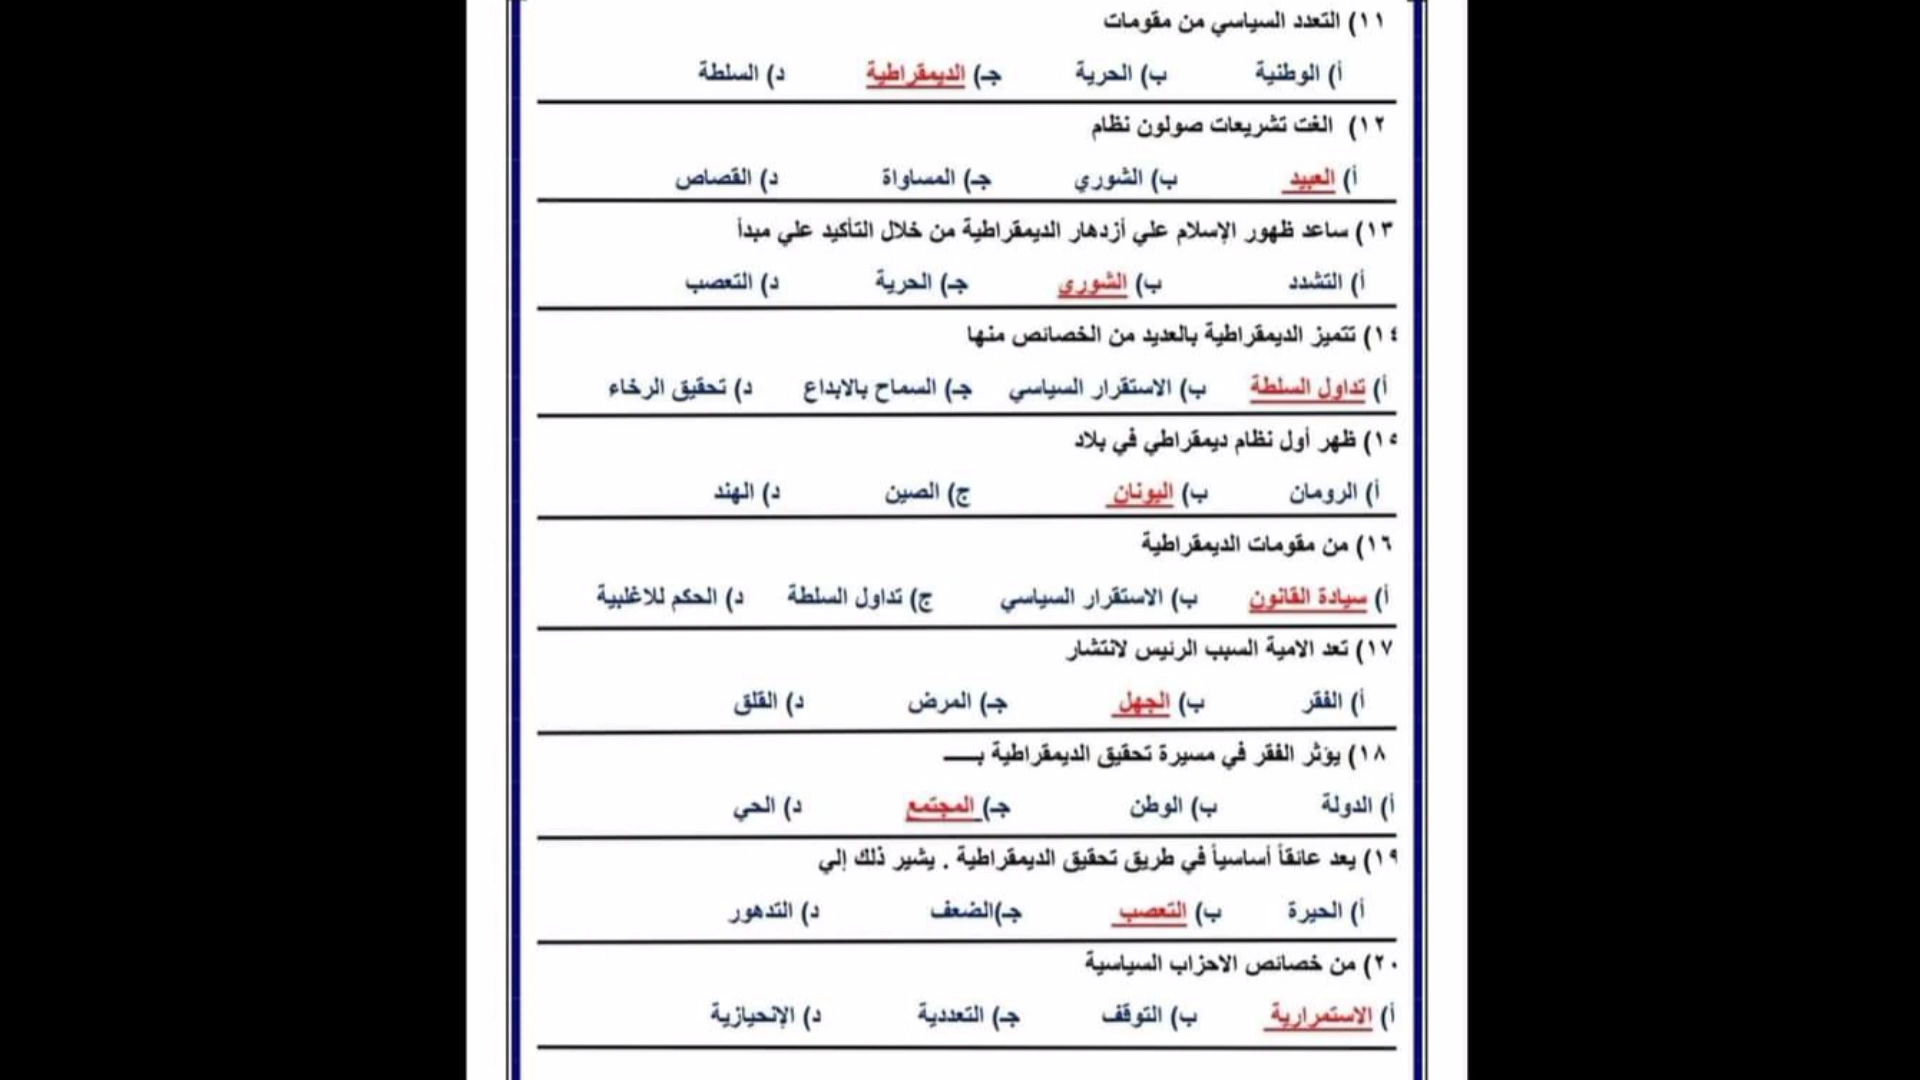 ١١) التعدد السياسي من مقومات
أ) الوطنية ب) الحرية جـ) الديمقراطية د) السلطة
١٢) الغت تشريعات صولون نظام
أ) العبيد ب) الشوري جـ) المساواة د) القصاص
١٣) ساعد ظهور الإسلام علي أزدهار الديمقراطية من خلال التأكيد علي مبدأ
أ) التشدد ب) الشوري جـ) الحرية د) التعصب
١٤) تتميز الديمقراطية بالعديد من الخصائص منها
أ) تداول السلطة ب) الاستقرار السياسي جـ) السماح بالابداع د) تحقيق الرخاء
١٥) ظهر أول نظام ديمقراطي في بلاد
أ) الرومان ب) اليونان ج) الصين د) الهند
١٦) من مقومات الديمقراطية
أ) سيادة القانون ب) الاستقرار السياسي ج) تداول السلطة د) الحكم للاغلبية
١٧) تعد الامية السبب الرئيس لانتشار
أ) الفقر ب) الجهل جـ) المرض د) القلق
١٨) يؤثر الفقر في مسيرة تحقيق الديمقراطية بـــــ
أ) الدولة ب) الوطن جـ) المجتمع د) الحي
١٩) يعد عائقاً أساسياً في طريق تحقيق الديمقراطية . يشير ذلك إلي
أ) الحيرة ب) التعصب جـ)الضعف د) التدهور
٢٠) من خصائص الاحزاب السياسية
أ) الاستمرارية ب) التوقف جـ) التعددية د) الإنحيازية